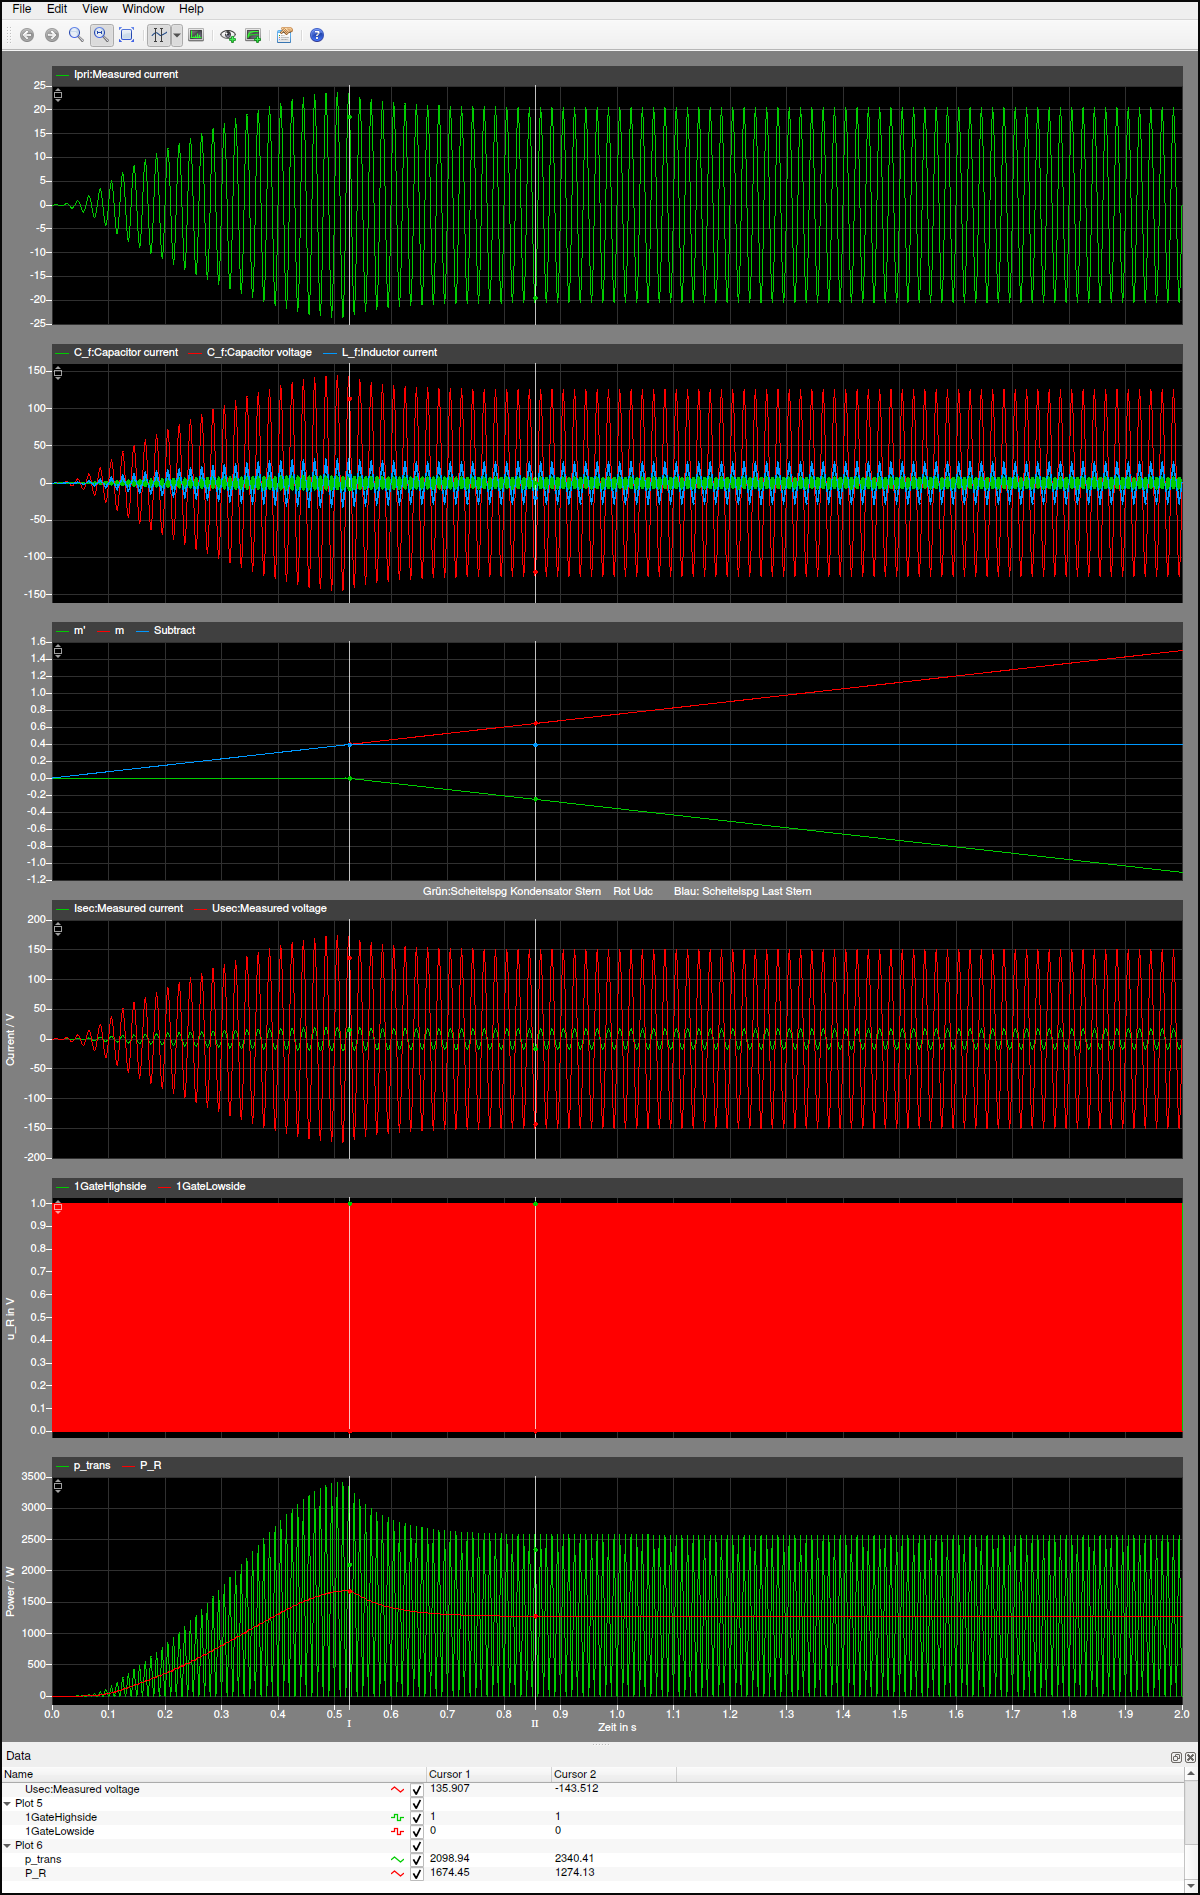 File Edit View Window Help
Ipri:Measured current
25
20
15
10
5
0
-5
-10
-15
-20
-25
C_f:Capacitor current C_f:Capacitor voltage L_f:Inductor current
150
100
50
0
-50
-100
-150
m' m Subtract
1.6
1.4
1.2
1.0
0.8
0.6
0.4
0.2
0.0
-0.2
-0.4
-0.6
-0.8
-1.0
-1.2
Grün:Scheitelspg Kondensator Stern Rot Udc Blau: Scheitelspg Last Stern
Isec:Measured current Usec:Measured voltage
200
150
100
50
0
-50
-100
-150
-200
Current / V
1GateHighside 1GateLowside
1.0
0.9
0.8
0.7
0.6
0.5
0.4
0.3
0.2
0.1
0.0
u_R in V
p_trans P_R
3500
3000
2500
2000
1500
1000
500
0
Power / W
0.0 0.1 0.2 0.3 0.4 0.5 0.6 0.7 0.8 0.9 1.0 1.1 1.2 1.3 1.4 1.5 1.6 1.7 1.8 1.9 2.0
I II
Zeit in s
Data
Name Cursor 1 Cursor 2
Usec:Measured voltage 135.907 -143.512
Plot 5
1GateHighside 1 1
1GateLowside 0 0
Plot 6
p_trans 2098.94 2340.41
P_R 1674.45 1274.13